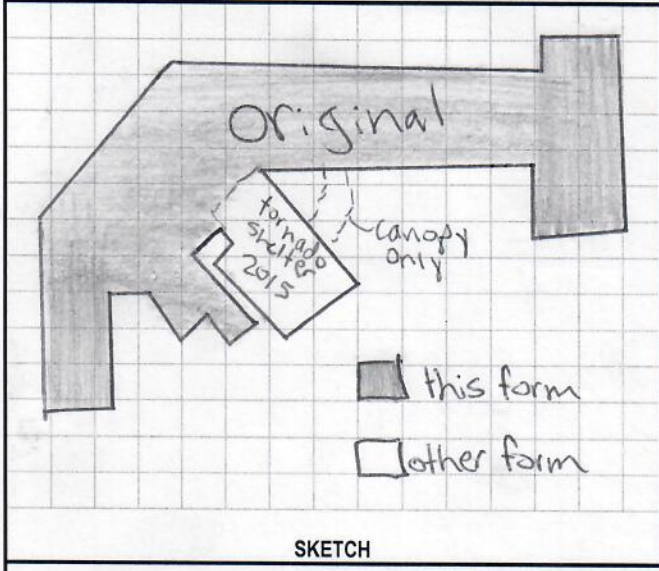 Original
tornado
shelter
2015
canopy
only
this form
other form
SKETCH